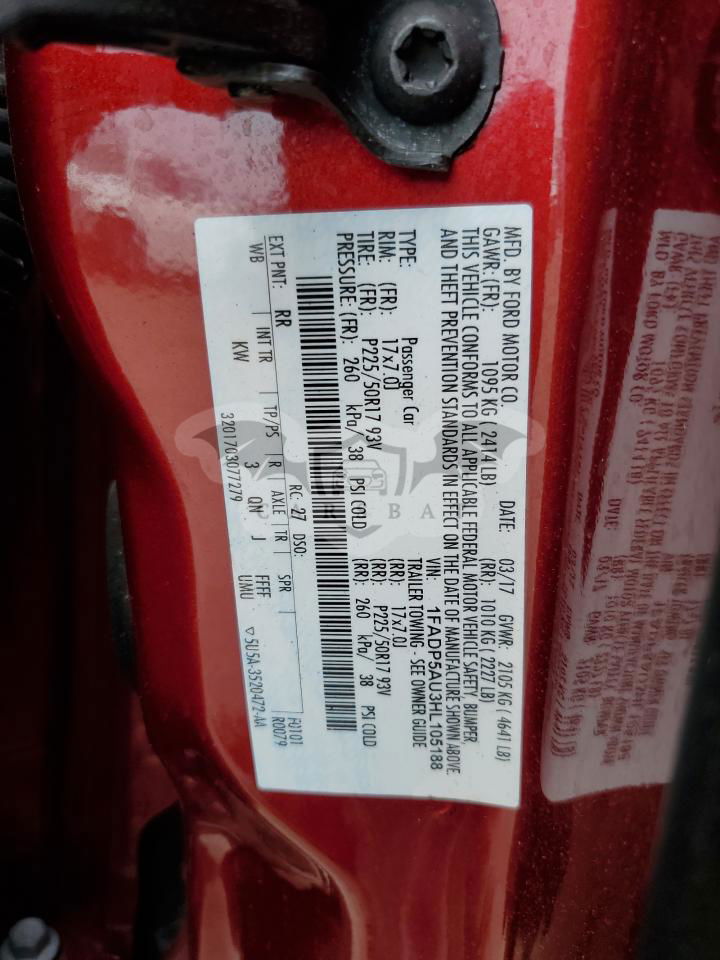 MFD. BY FORD MOTOR CO.
DATE: 03/17 GVWR: 2105 KG ( 4641 LB)
GAWR: (FR): 1095 KG ( 2414 LB) (RR): 1010 KG ( 2227 LB)
THIS VEHICLE CONFORMS TO ALL APPLICABLE FEDERAL MOTOR VEHICLE SAFETY, BUMPER,
AND THEFT PREVENTION STANDARDS IN EFFECT ON THE DATE OF MANUFACTURE SHOWN ABOVE.
VIN: 1FADP5AU3HL105188
TYPE: Passenger Car TRAILER TOWING - SEE OWNER GUIDE
RIM: (FR): 17x7.0J (RR): 17x7.0J
TIRE: (FR): P225/50R17 93V (RR): P225/50R17 93V
PRESSURE: (FR): 260 kPa/ 38 PSI COLD (RR): 260 kPa/ 38 PSI COLD
EXT PNT: RR RC: 27 DSO: F0101
R0079
WB INT TR TP/PS R AXLE TR SPR
KW 3 QN J FFFF
UMU
3201703077279 ▽5U5A-3520472-AA